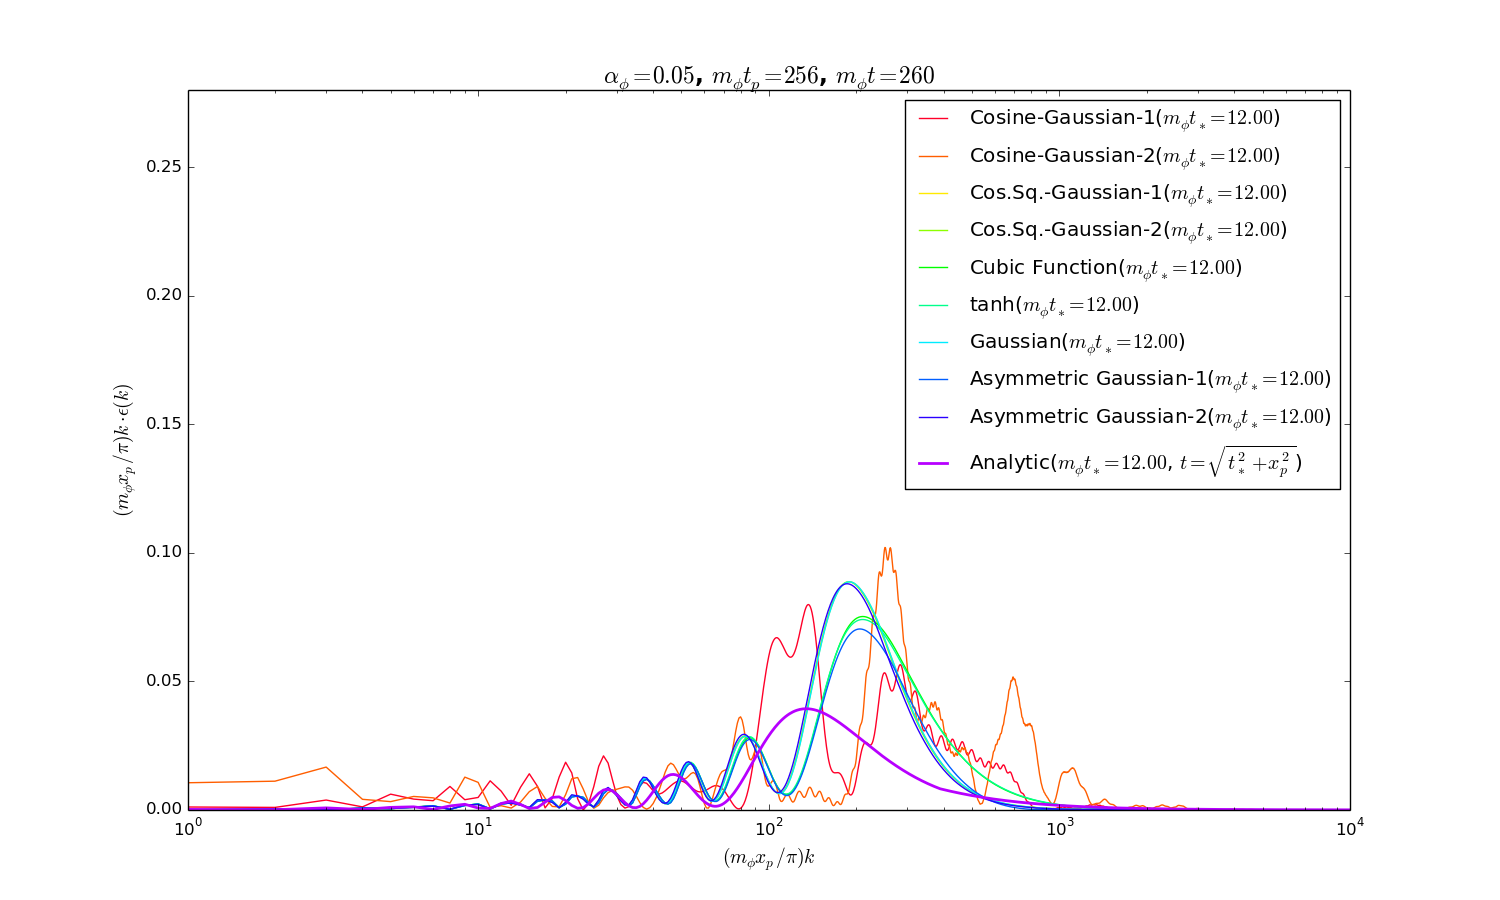 α_ϕ=0.05, m_ϕt_p=256, m_ϕt=260
Cosine-Gaussian-1(m_ϕt_*=12.00)
Cosine-Gaussian-2(m_ϕt_*=12.00)
Cos.Sq.-Gaussian-1(m_ϕt_*=12.00)
Cos.Sq.-Gaussian-2(m_ϕt_*=12.00)
Cubic Function(m_ϕt_*=12.00)
tanh(m_ϕt_*=12.00)
Gaussian(m_ϕt_*=12.00)
Asymmetric Gaussian-1(m_ϕt_*=12.00)
Asymmetric Gaussian-2(m_ϕt_*=12.00)
Analytic(m_ϕt_*=12.00, t=√(t_*^2+x_p^2))
0.25
0.20
0.15
0.10
0.05
0.00
(m_ϕx_p/π)k·ϵ(k)
10^0
10^1
10^2
10^3
10^4
(m_ϕx_p/π)k